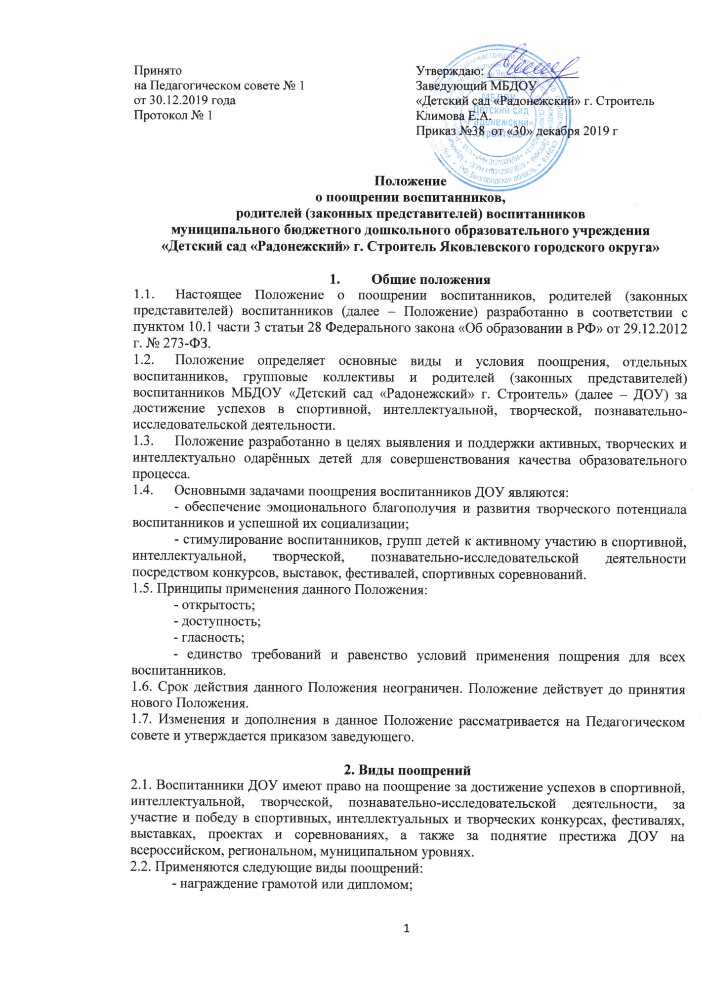 Принято
на Педагогическом совете № 1
от 30.12.2019 года
Протокол № 1
Утверждаю:
Заведующий МБДОУ
«Детский сад «Радонежский» г. Строитель
Климова Е.А.
Приказ №38 от «30» декабря 2019 г
МБДОУ
«Детский сад
«Радонежский»
г.Строитель»
ИНН 3121009204
ОГРН 1193123023059
РФ, Белгородская область
Положение
о поощрении воспитанников,
родителей (законных представителей) воспитанников
муниципального бюджетного дошкольного образовательного учреждения
«Детский сад «Радонежский» г. Строитель Яковлевского городского округа»
1. Общие положения
1.1. Настоящее Положение о поощрении воспитанников, родителей (законных
представителей) воспитанников (далее – Положение) разработанно в соответствии с
пунктом 10.1 части 3 статьи 28 Федерального закона «Об образовании в РФ» от 29.12.2012
г. № 273-ФЗ.
1.2. Положение определяет основные виды и условия поощрения, отдельных
воспитанников, групповые коллективы и родителей (законных представителей)
воспитанников МБДОУ «Детский сад «Радонежский» г. Строитель» (далее – ДОУ) за
достижение успехов в спортивной, интеллектуальной, творческой, познавательно-
исследовательской деятельности.
1.3. Положение разработанно в целях выявления и поддержки активных, творческих и
интеллектуально одарённых детей для совершенствования качества образовательного
процесса.
1.4. Основными задачами поощрения воспитанников ДОУ являются:
- обеспечение эмоционального благополучия и развития творческого потенциала
воспитанников и успешной их социализации;
- стимулирование воспитанников, групп детей к активному участию в спортивной,
интеллектуальной, творческой, познавательно-исследовательской деятельности
посредством конкурсов, выставок, фестивалей, спортивных соревнований.
1.5. Принципы применения данного Положения:
- открытость;
- доступность;
- гласность;
- единство требований и равенство условий применения пощрения для всех
воспитанников.
1.6. Срок действия данного Положения неограничен. Положение действует до принятия
нового Положения.
1.7. Изменения и дополнения в данное Положение рассматривается на Педагогическом
совете и утверждается приказом заведующего.
2. Виды поощрений
2.1. Воспитанники ДОУ имеют право на поощрение за достижение успехов в спортивной,
интеллектуальной, творческой, познавательно-исследовательской деятельности, за
участие и победу в спортивных, интеллектуальных и творческих конкурсах, фестивалях,
выставках, проектах и соревнованиях, а также за поднятие престижа ДОУ на
всероссийском, региональном, муниципальном уровнях.
2.2. Применяются следующие виды поощрений:
- награждение грамотой или дипломом;
1